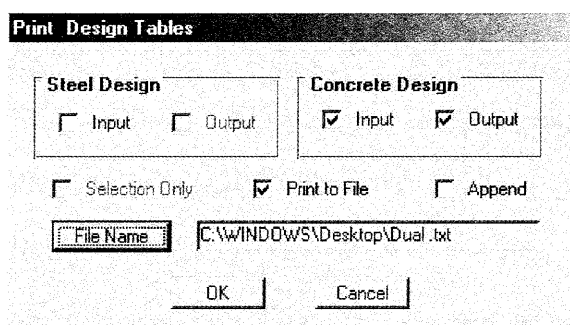 Print Design Tables
Steel Design Concrete Design
Input Output Input Output
Selection Only Print to File Append
File Name C:\WINDOWS\Desktop\Dual.txt
OK Cancel